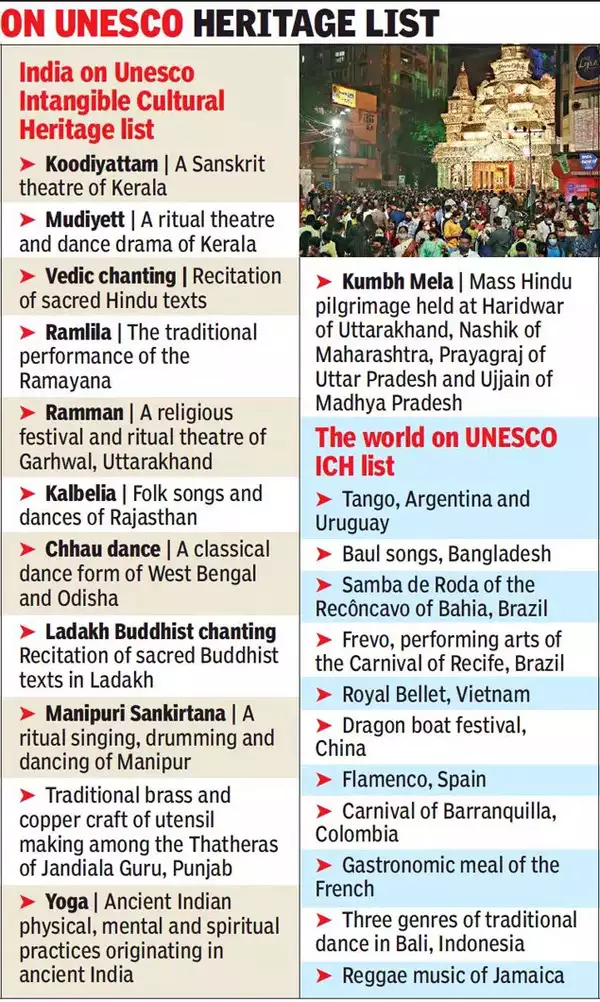 ON UNESCO HERITAGE LIST
India on Unesco
Intangible Cultural
Heritage list
➤ Koodiyattam | A Sanskrit
theatre of Kerala
➤ Mudiyett | A ritual theatre
and dance drama of Kerala
➤ Vedic chanting | Recitation
of sacred Hindu texts
➤ Ramlila | The traditional
performance of the
Ramayana
➤ Ramman | A religious
festival and ritual theatre of
Garhwal, Uttarakhand
➤ Kalbelia | Folk songs and
dances of Rajasthan
➤ Chhau dance | A classical
dance form of West Bengal
and Odisha
➤ Ladakh Buddhist chanting
Recitation of sacred Buddhist
texts in Ladakh
➤ Manipuri Sankirtana | A
ritual singing, drumming and
dancing of Manipur
➤ Traditional brass and
copper craft of utensil
making among the Thatheras
of Jandiala Guru, Punjab
➤ Yoga | Ancient Indian
physical, mental and spiritual
practices originating in
ancient India
➤ Kumbh Mela | Mass Hindu
pilgrimage held at Haridwar
of Uttarakhand, Nashik of
Maharashtra, Prayagraj of
Uttar Pradesh and Ujjain of
Madhya Pradesh
The world on UNESCO
ICH list
➤ Tango, Argentina and
Uruguay
➤ Baul songs, Bangladesh
➤ Samba de Roda of the
Recôncavo of Bahia, Brazil
➤ Frevo, performing arts of
the Carnival of Recife, Brazil
➤ Royal Bellet, Vietnam
➤ Dragon boat festival,
China
➤ Flamenco, Spain
➤ Carnival of Barranquilla,
Colombia
➤ Gastronomic meal of the
French
➤ Three genres of traditional
dance in Bali, Indonesia
➤ Reggae music of Jamaica